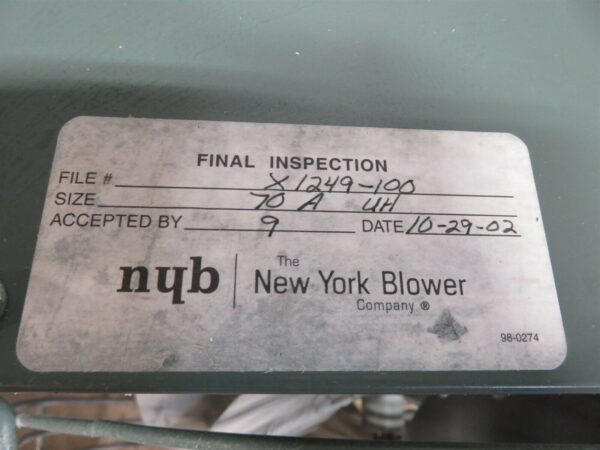 FINAL INSPECTION
FILE # X1249-100
SIZE 70 A UH
ACCEPTED BY 9 DATE 10-29-02
nyb The
New York Blower
Company ®
98-0274